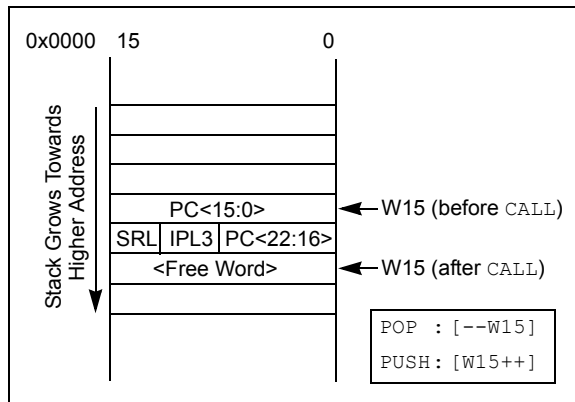 0x0000 15 0
Stack Grows Towards
Higher Address
PC<15:0>
W15 (before CALL)
SRL IPL3 PC<22:16>
<Free Word>
W15 (after CALL)
POP : [--W15]
PUSH: [W15++]